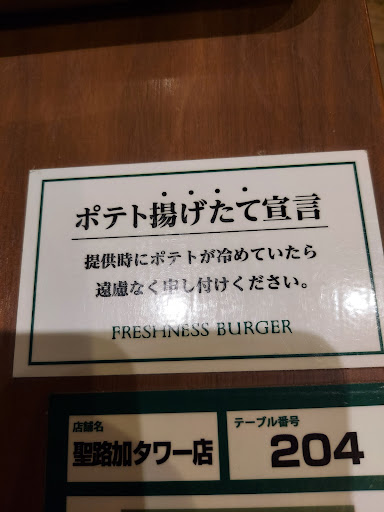 ポテト揚げたて宣言
提供時にポテトが冷めていたら
遠慮なく申し付けください。
FRESHNESS BURGER
店舗名
聖路加タワー店
テーブル番号
204